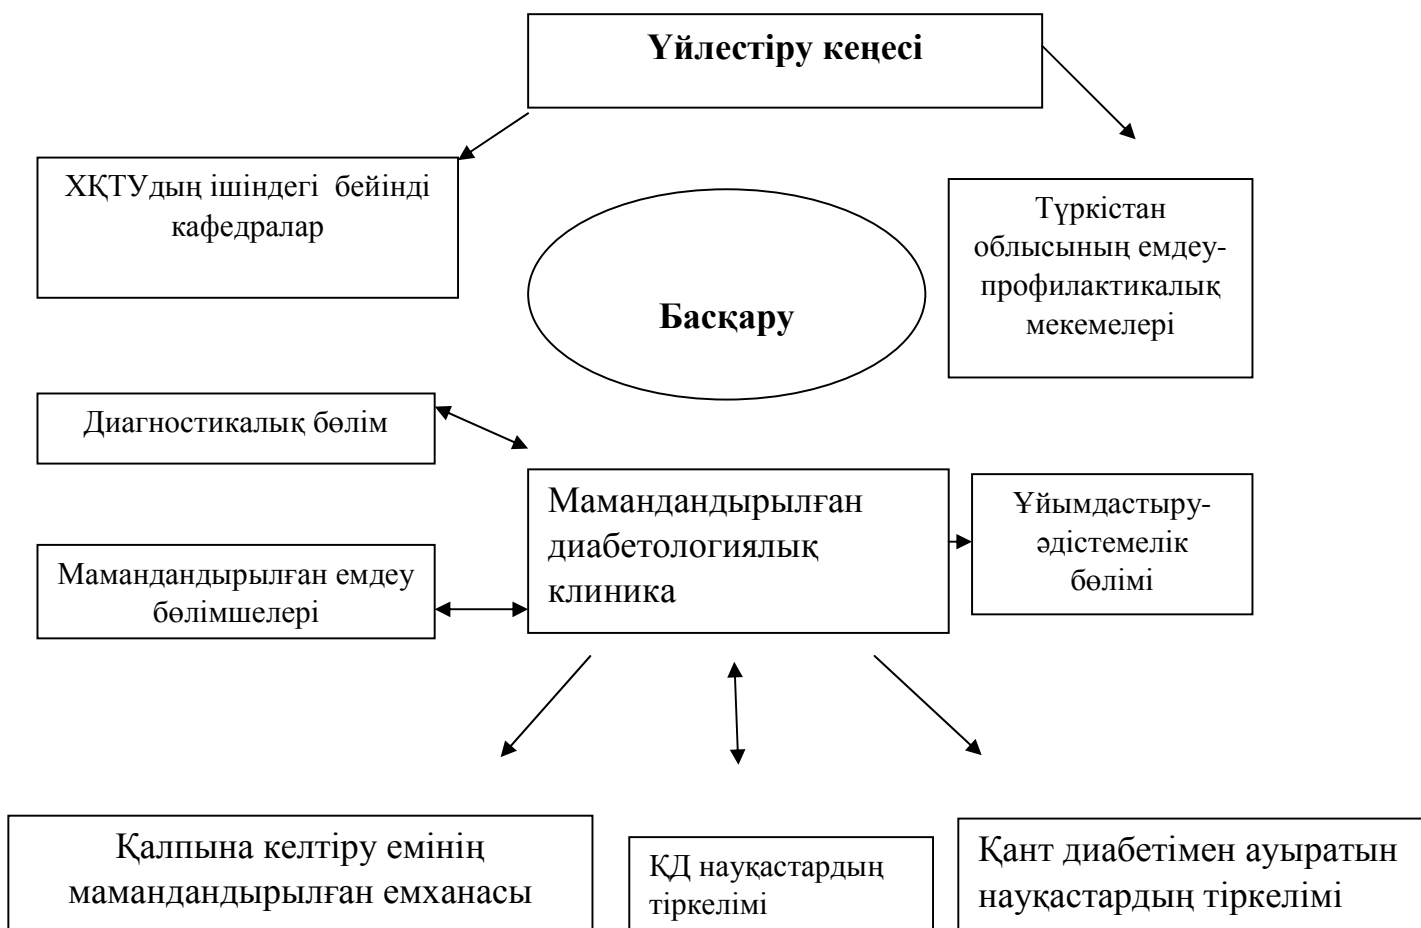 Үйлестіру кеңесі
ХҚТУдың ішіндегі бейінді
кафедралар
Түркістан
облысының емдеу-
профилактикалық
мекемелері
Басқару
Диагностикалық бөлім
Мамандандырылған
диабетологиялық
клиника
Ұйымдастыру-
әдістемелік
бөлімі
Мамандандырылған емдеу
бөлімшелері
Қалпына келтіру емінің
мамандандырылған емханасы
ҚД науқастардың
тіркелімі
Қант диабетімен ауыратын
науқастардың тіркелімі